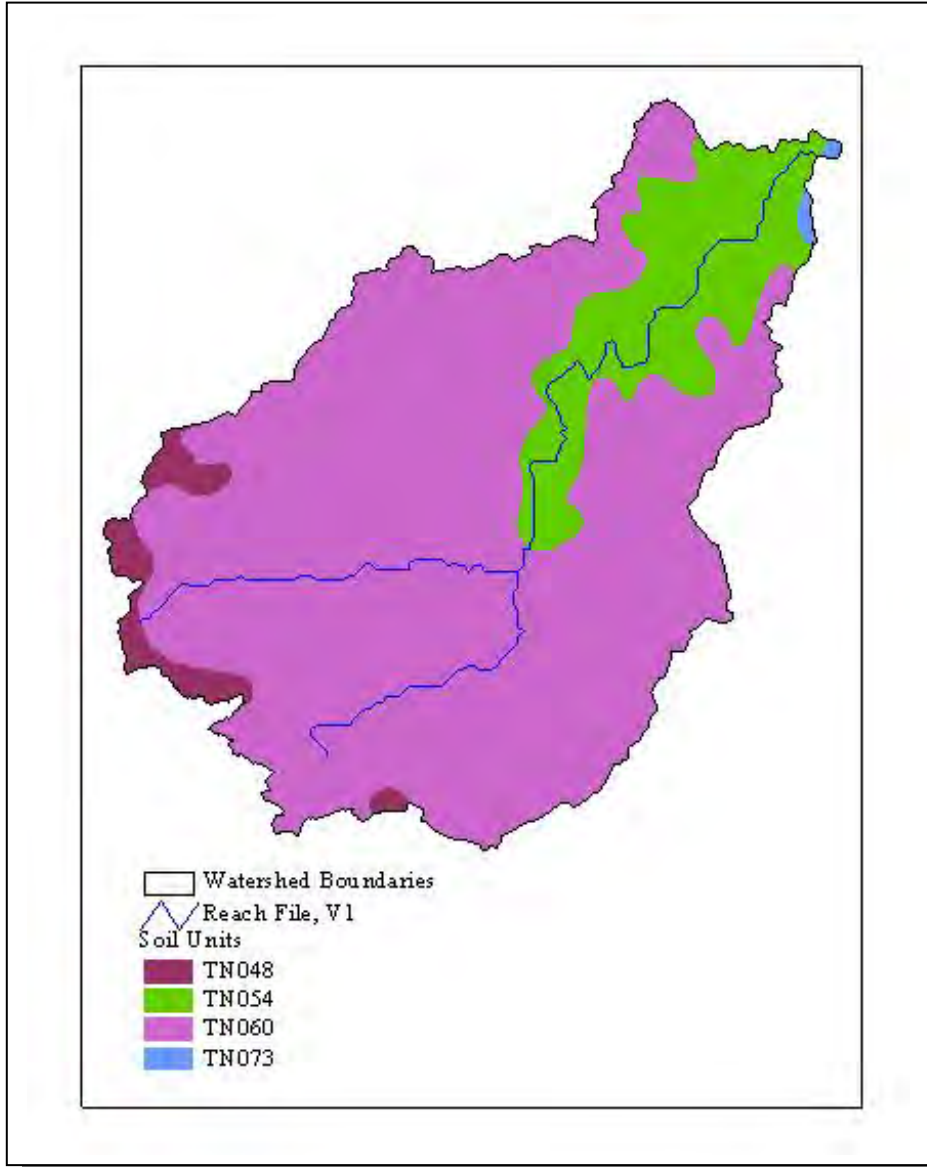 Watershed Boundaries
Reach File, V1
Soil Units
TN048
TN054
TN060
TN073